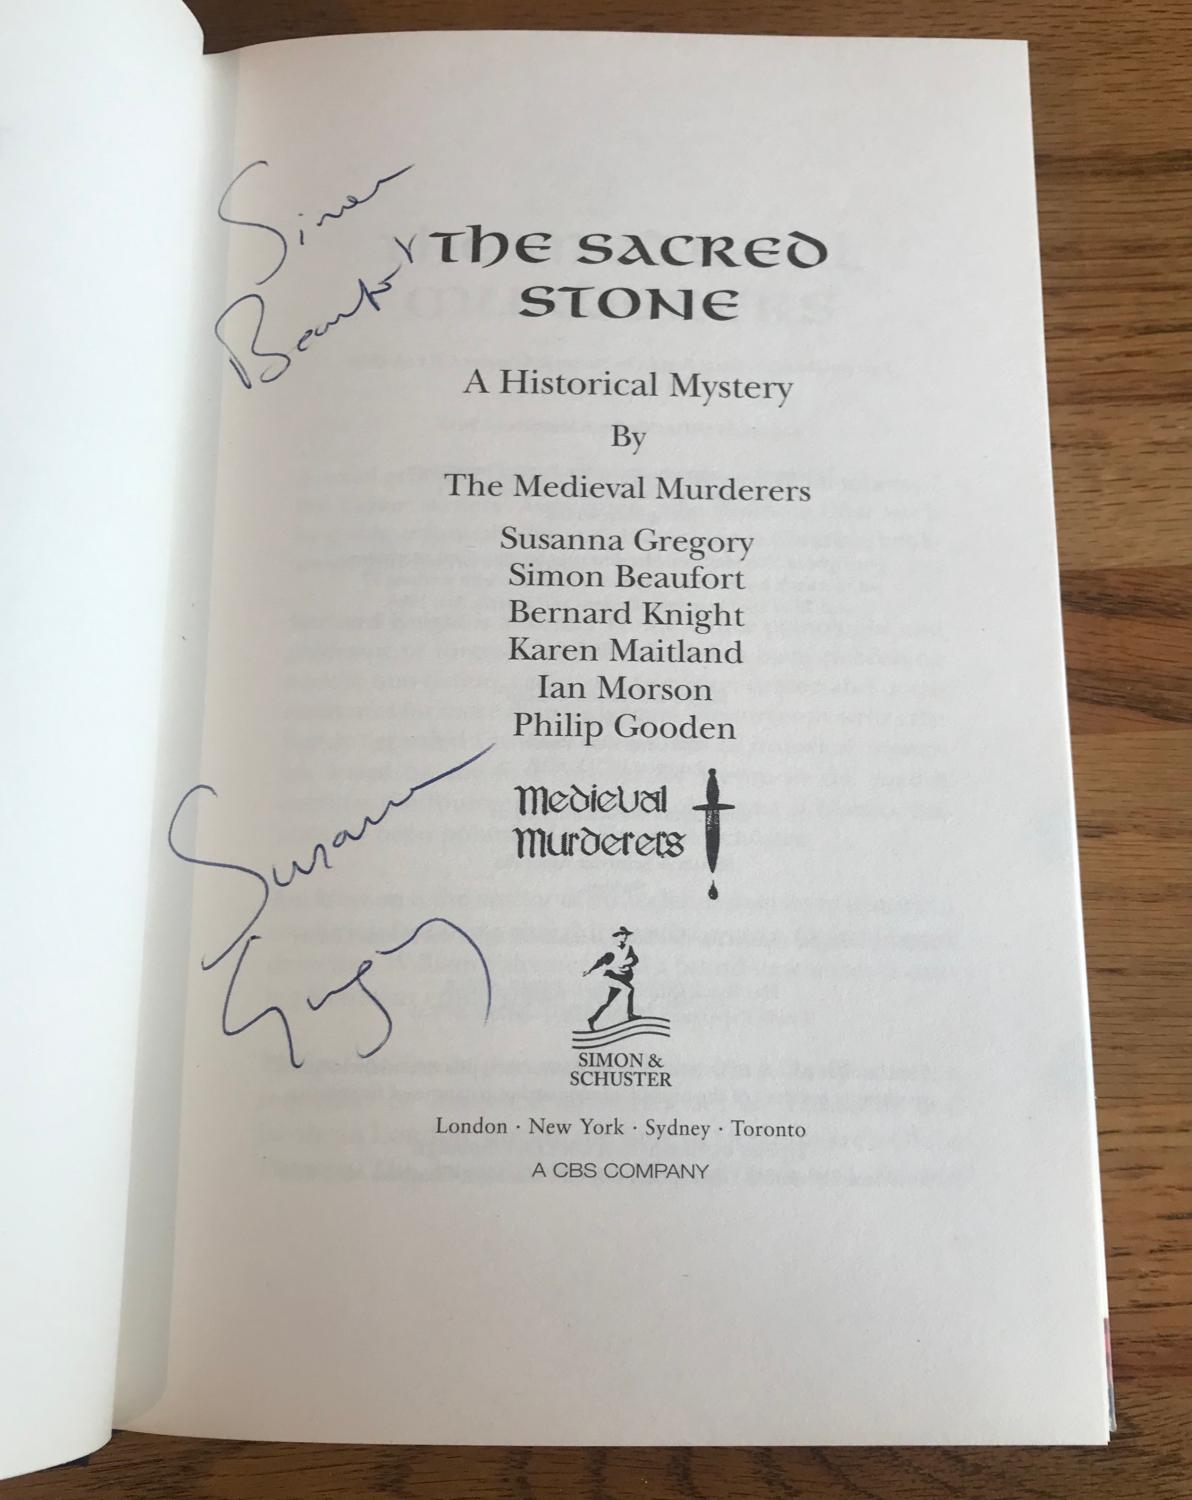 Simon
Beaufort
THE SACRED
STONE
A Historical Mystery
By
The Medieval Murderers
Susanna Gregory
Simon Beaufort
Bernard Knight
Karen Maitland
Ian Morson
Philip Gooden
Medieval
Murderers
Susanna
Gregory
SIMON &
SCHUSTER
London · New York · Sydney · Toronto
A CBS COMPANY